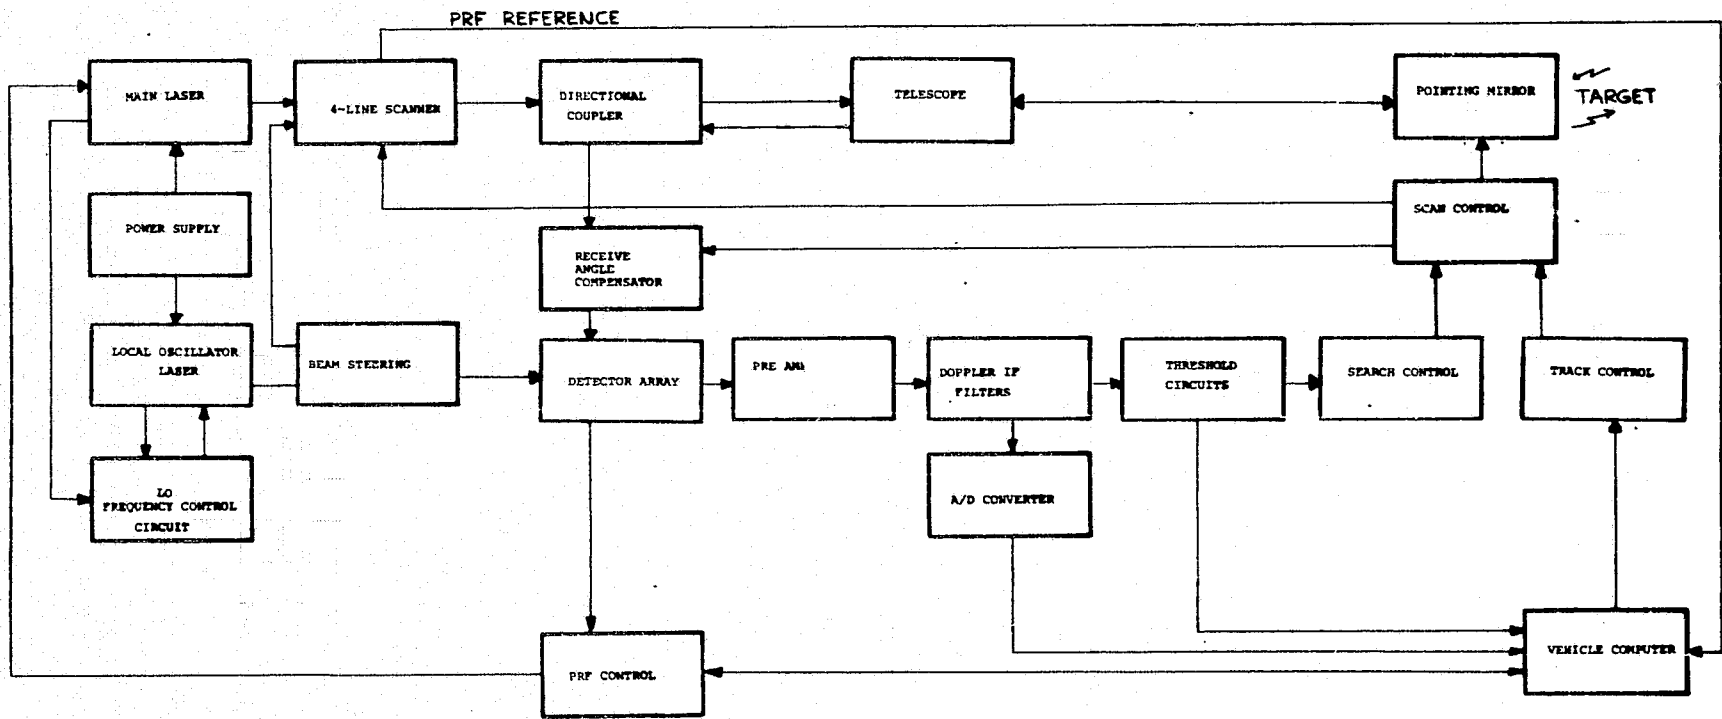 PRF REFERENCE
MAIN LASER
4-LINE SCANNER
DIRECTIONAL
COUPLER
TELESCOPE
POINTING MIRROR
TARGET
POWER SUPPLY
SCAN CONTROL
RECEIVE
ANGLE
COMPENSATOR
LOCAL OSCILLATOR
LASER
BEAM STEERING
DETECTOR ARRAY
PRE
DOPPLER IF
FILTERS
THRESHOLD
CIRCUITS
SEARCH CONTROL
TRACK CONTROL
LO
FREQUENCY CONTROL
CIRCUIT
A/D CONVERTER
PRF CONTROL
VEHICLE COMPUTER